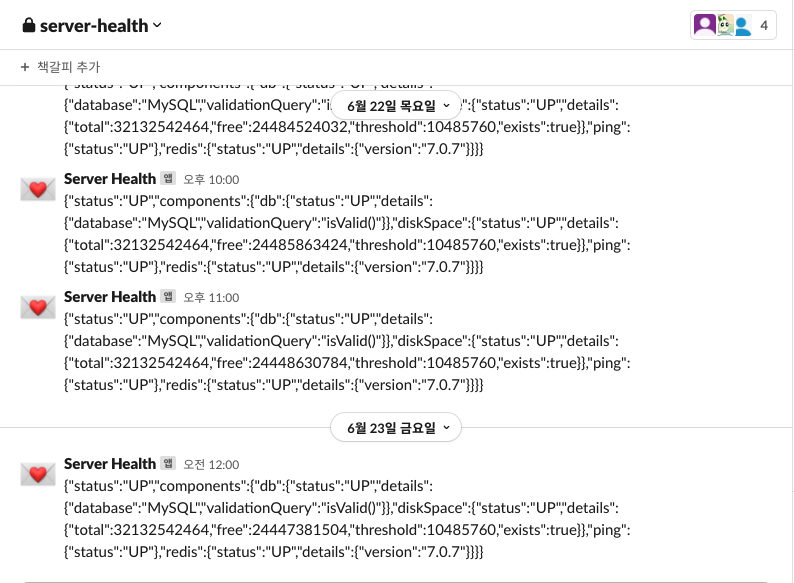 server-health
4
+ 책갈피 추가
{"database":"MySQL","validationQuery":"i
6월 22일 목요일
":{"status":"UP","details":
{"total":32132542464,"free":24484524032,"threshold":10485760,"exists":true}},"ping":
{"status":"UP"},"redis":{"status":"UP","details":{"version":"7.0.7"}}}}
Server Health 앱 오후 10:00
{"status":"UP","components":{"db":{"status":"UP","details":
{"database":"MySQL","validationQuery":"isValid()"}},"diskSpace":{"status":"UP","details":
{"total":32132542464,"free":24485863424,"threshold":10485760,"exists":true}},"ping":
{"status":"UP"},"redis":{"status":"UP","details":{"version":"7.0.7"}}}}
Server Health 앱 오후 11:00
{"status":"UP","components":{"db":{"status":"UP","details":
{"database":"MySQL","validationQuery":"isValid()"}},"diskSpace":{"status":"UP","details":
{"total":32132542464,"free":24448630784,"threshold":10485760,"exists":true}},"ping":
{"status":"UP"},"redis":{"status":"UP","details":{"version":"7.0.7"}}}}
6월 23일 금요일
Server Health 앱 오전 12:00
{"status":"UP","components":{"db":{"status":"UP","details":
{"database":"MySQL","validationQuery":"isValid()"}},"diskSpace":{"status":"UP","details":
{"total":32132542464,"free":24447381504,"threshold":10485760,"exists":true}},"ping":
{"status":"UP"},"redis":{"status":"UP","details":{"version":"7.0.7"}}}}